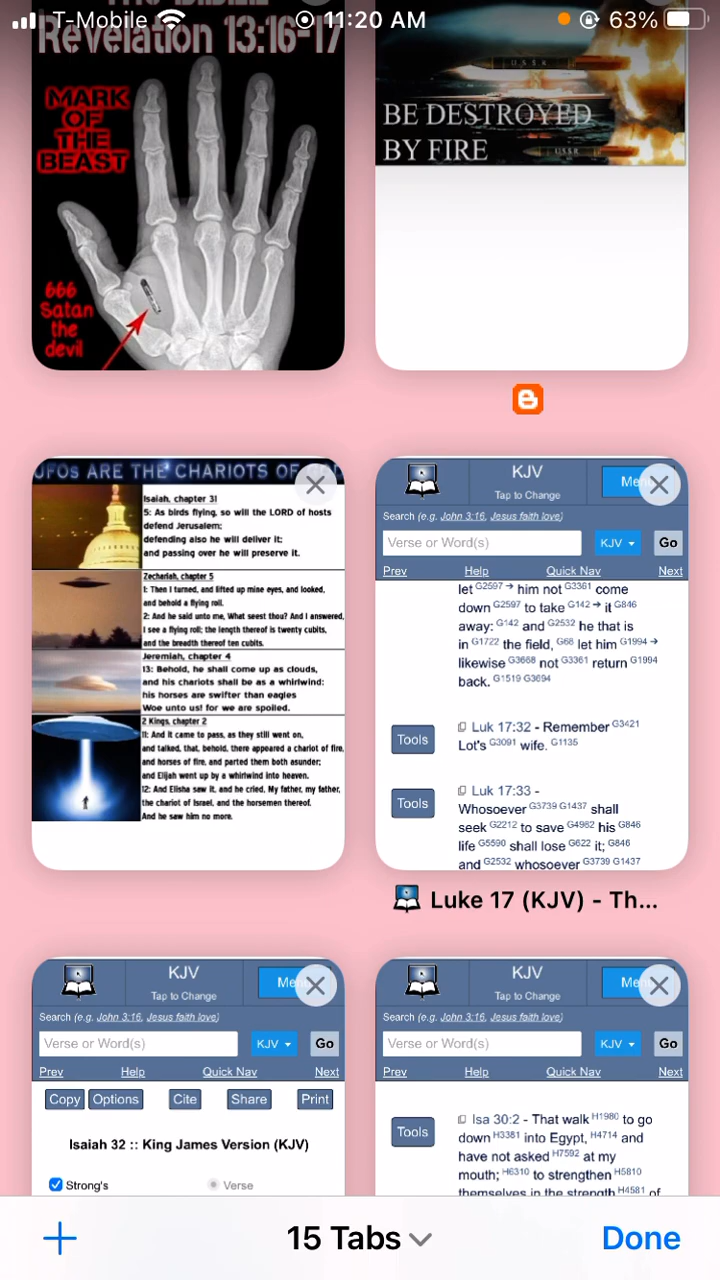 T-Mobile
11:20 AM
63%
Revelation 13:16-17
MARK
OF
THE
BEAST
666
Satan
the
devil
U S S R
BE DESTROYED
BY FIRE
U S S R
UFOs ARE THE CHARIOTS OF
Isaiah, chapter 31
5: As birds flying, so will the LORD of hosts
defend Jerusalem;
defending also he will deliver it;
and passing over he will preserve it.
Zechariah, chapter 5
1: Then I turned, and lifted up mine eyes, and looked,
and behold a flying roll.
2: And he said unto me, What seest thou? And I answered,
I see a flying roll; the length thereof is twenty cubits,
and the breadth thereof ten cubits.
Jeremiah, chapter 4
13: Behold, he shall come up as clouds,
and his chariots shall be as a whirlwind:
his horses are swifter than eagles
Woe unto us! for we are spoiled.
2 Kings, chapter 2
11: And it came to pass, as they still went on,
and talked, that, behold, there appeared a chariot of fire,
and horses of fire, and parted them both asunder;
and Elijah went up by a whirlwind into heaven.
12: And Elisha saw it, and he cried, My father, my father,
the chariot of Israel, and the horsemen thereof.
And he saw him no more.
KJV
Tap to Change
Men
Search (e.g. John 3:16, Jesus faith love)
Verse or Word(s)
KJV
Go
Prev
Help
Quick Nav
Next
let G2597 → him not G3361 come
down G2597 to take G142 → it G846
away: G142 and G2532 he that is
in G1722 the field, G68 let him G1994 →
likewise G3668 not G3361 return G1994
back. G1519 G3694
Tools
Luk 17:32 - Remember G3421
Lot's G3091 wife. G1135
Tools
Luk 17:33 -
Whosoever G3739 G1437 shall
seek G2212 to save G4982 his G846
life G5590 shall lose G622 it; G846
and G2532 whosoever G3739 G1437
Luke 17 (KJV) - Th...
KJV
Tap to Change
Men
Search (e.g. John 3:16, Jesus faith love)
Verse or Word(s)
KJV
Go
Prev
Help
Quick Nav
Next
Copy
Options
Cite
Share
Print
Isaiah 32 :: King James Version (KJV)
Strong's
Verse
KJV
Tap to Change
Men
Search (e.g. John 3:16, Jesus faith love)
Verse or Word(s)
KJV
Go
Prev
Help
Quick Nav
Next
Tools
Isa 30:2 - That walk H1980 to go
down H3381 into Egypt, H4714 and
have not asked H7592 at my
mouth; H6310 to strengthen H5810
themselves in the strength H4581 of
15 Tabs
Done